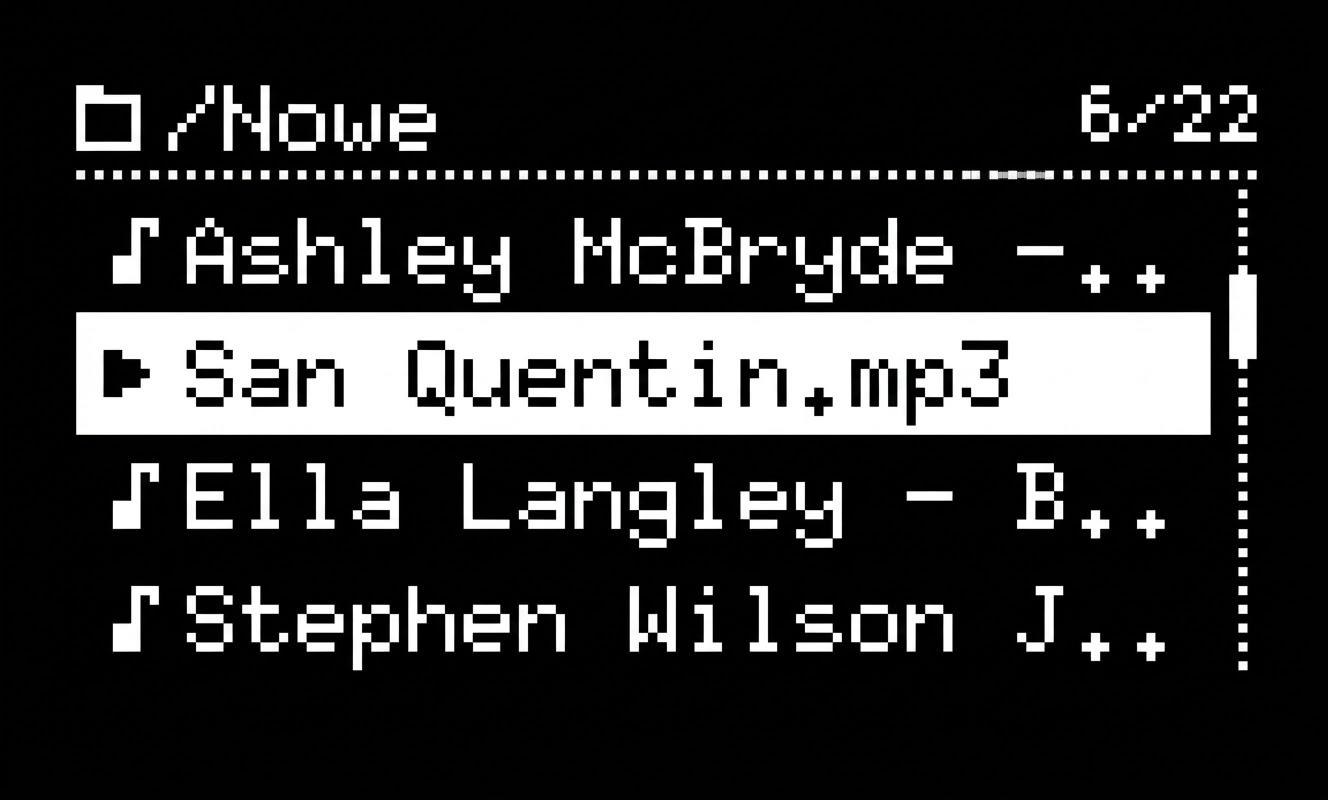 /Nowe 6/22
Ashley McBryde -..
San Quentin.mp3
Ella Langley - B..
Stephen Wilson J..